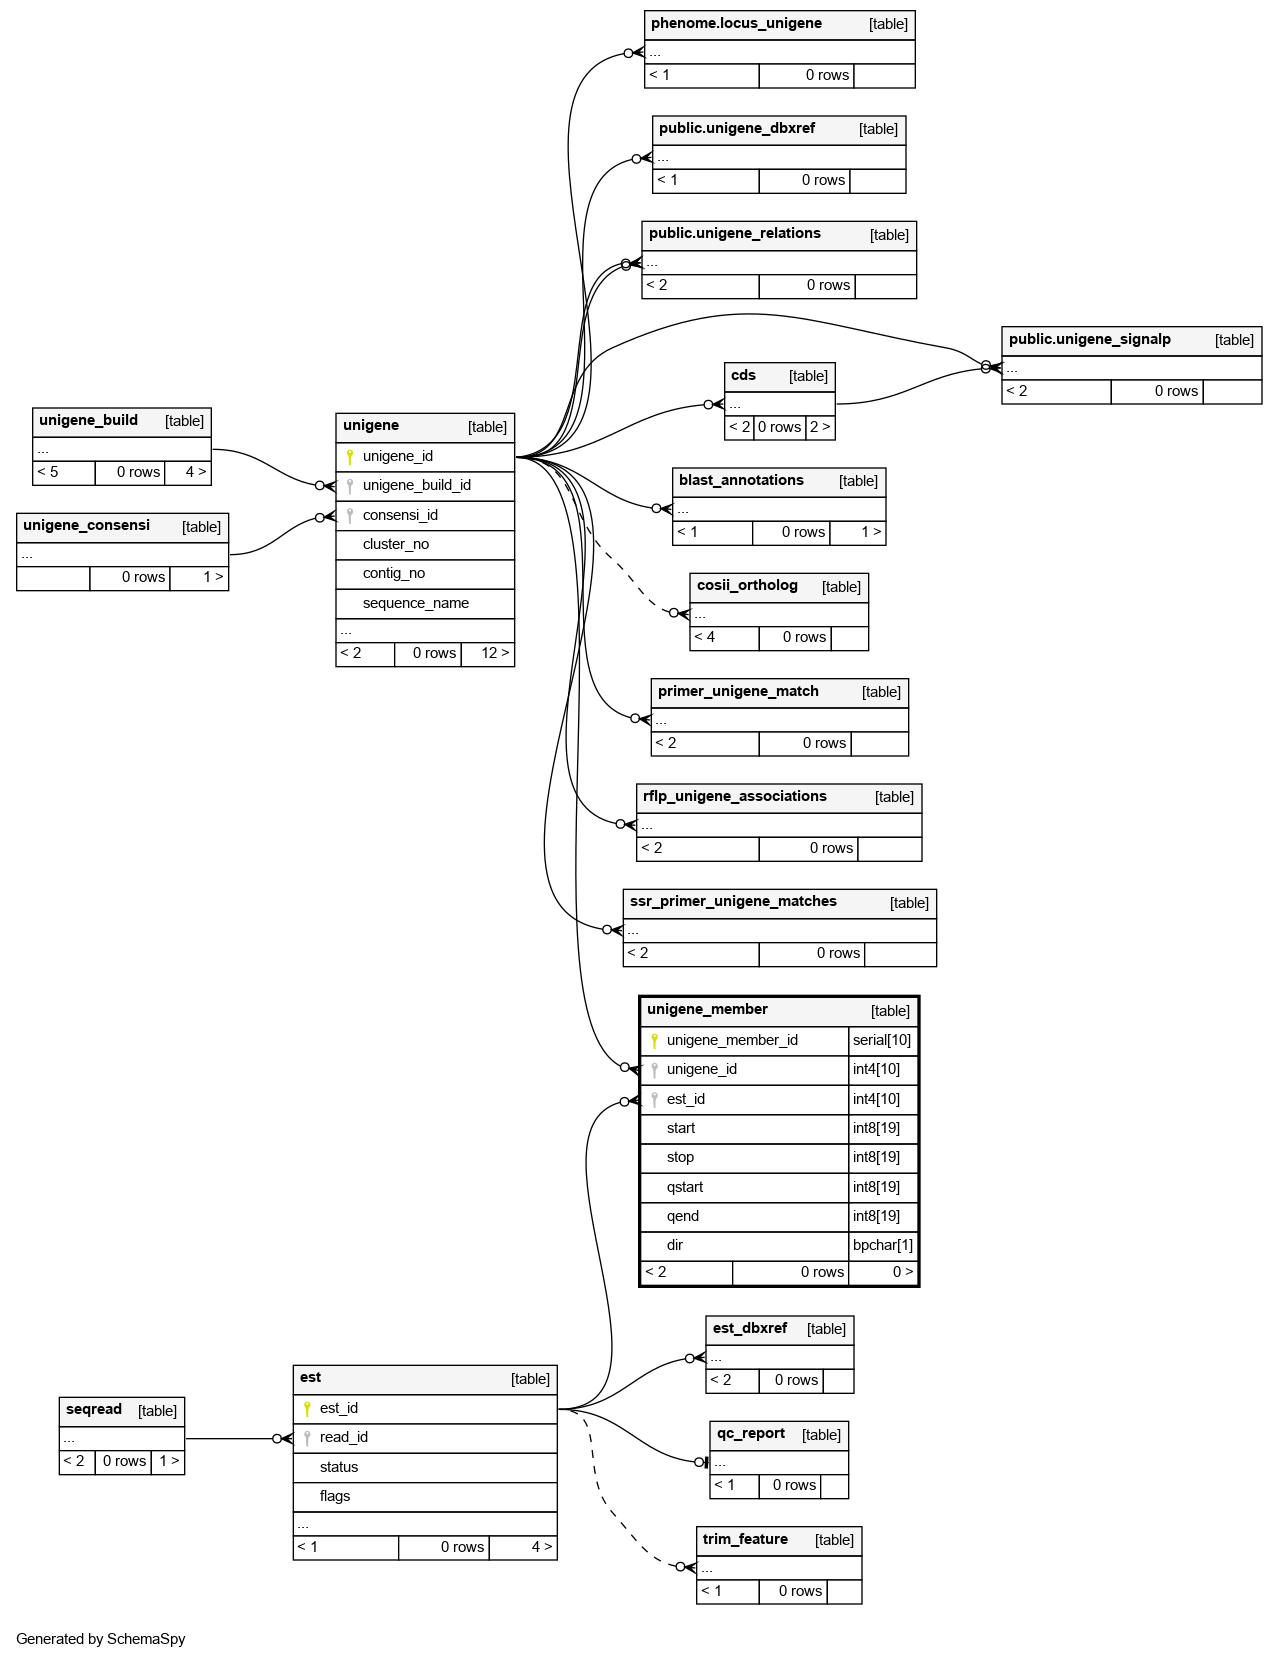 phenome.locus_unigene [table]
...
< 1 0 rows
public.unigene_dbxref [table]
...
< 1 0 rows
public.unigene_relations [table]
...
< 2 0 rows
public.unigene_signalp [table]
...
< 2 0 rows
cds [table]
...
< 2 0 rows 2 >
unigene_build [table]
...
< 5 0 rows 4 >
unigene [table]
unigene_id
unigene_build_id
consensi_id
cluster_no
contig_no
sequence_name
...
< 2 0 rows 12 >
unigene_consensi [table]
...
0 rows 1 >
blast_annotations [table]
...
< 1 0 rows 1 >
cosii_ortholog [table]
...
< 4 0 rows
primer_unigene_match [table]
...
< 2 0 rows
rflp_unigene_associations [table]
...
< 2 0 rows
ssr_primer_unigene_matches [table]
...
< 2 0 rows
unigene_member [table]
unigene_member_id serial[10]
unigene_id int4[10]
est_id int4[10]
start int8[19]
stop int8[19]
qstart int8[19]
qend int8[19]
dir bpchar[1]
< 2 0 rows 0 >
est_dbxref [table]
...
< 2 0 rows
est [table]
est_id
read_id
status
flags
...
< 1 0 rows 4 >
seqread [table]
...
< 2 0 rows 1 >
qc_report [table]
...
< 1 0 rows
trim_feature [table]
...
< 1 0 rows
Generated by SchemaSpy